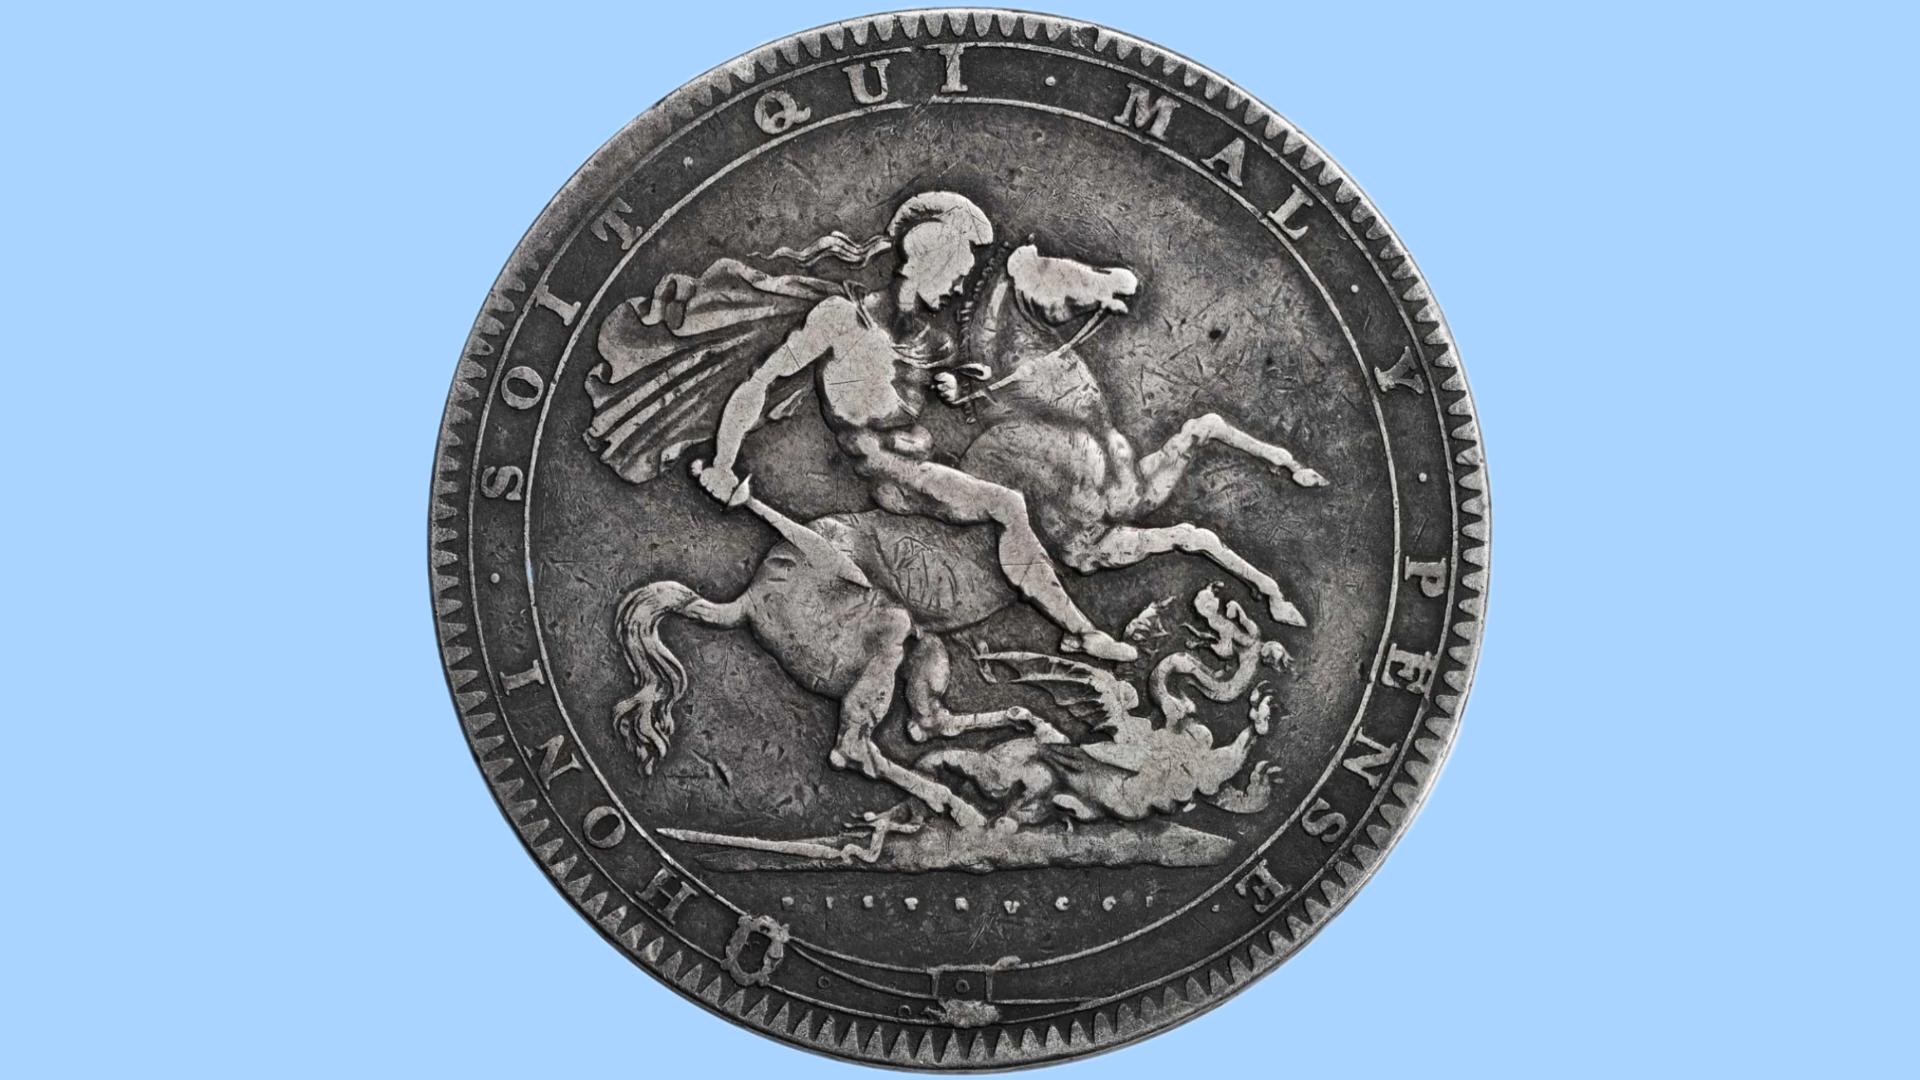 HONI · SOIT · QUI · MAL · Y · PENSE ·
PISTRUCCI